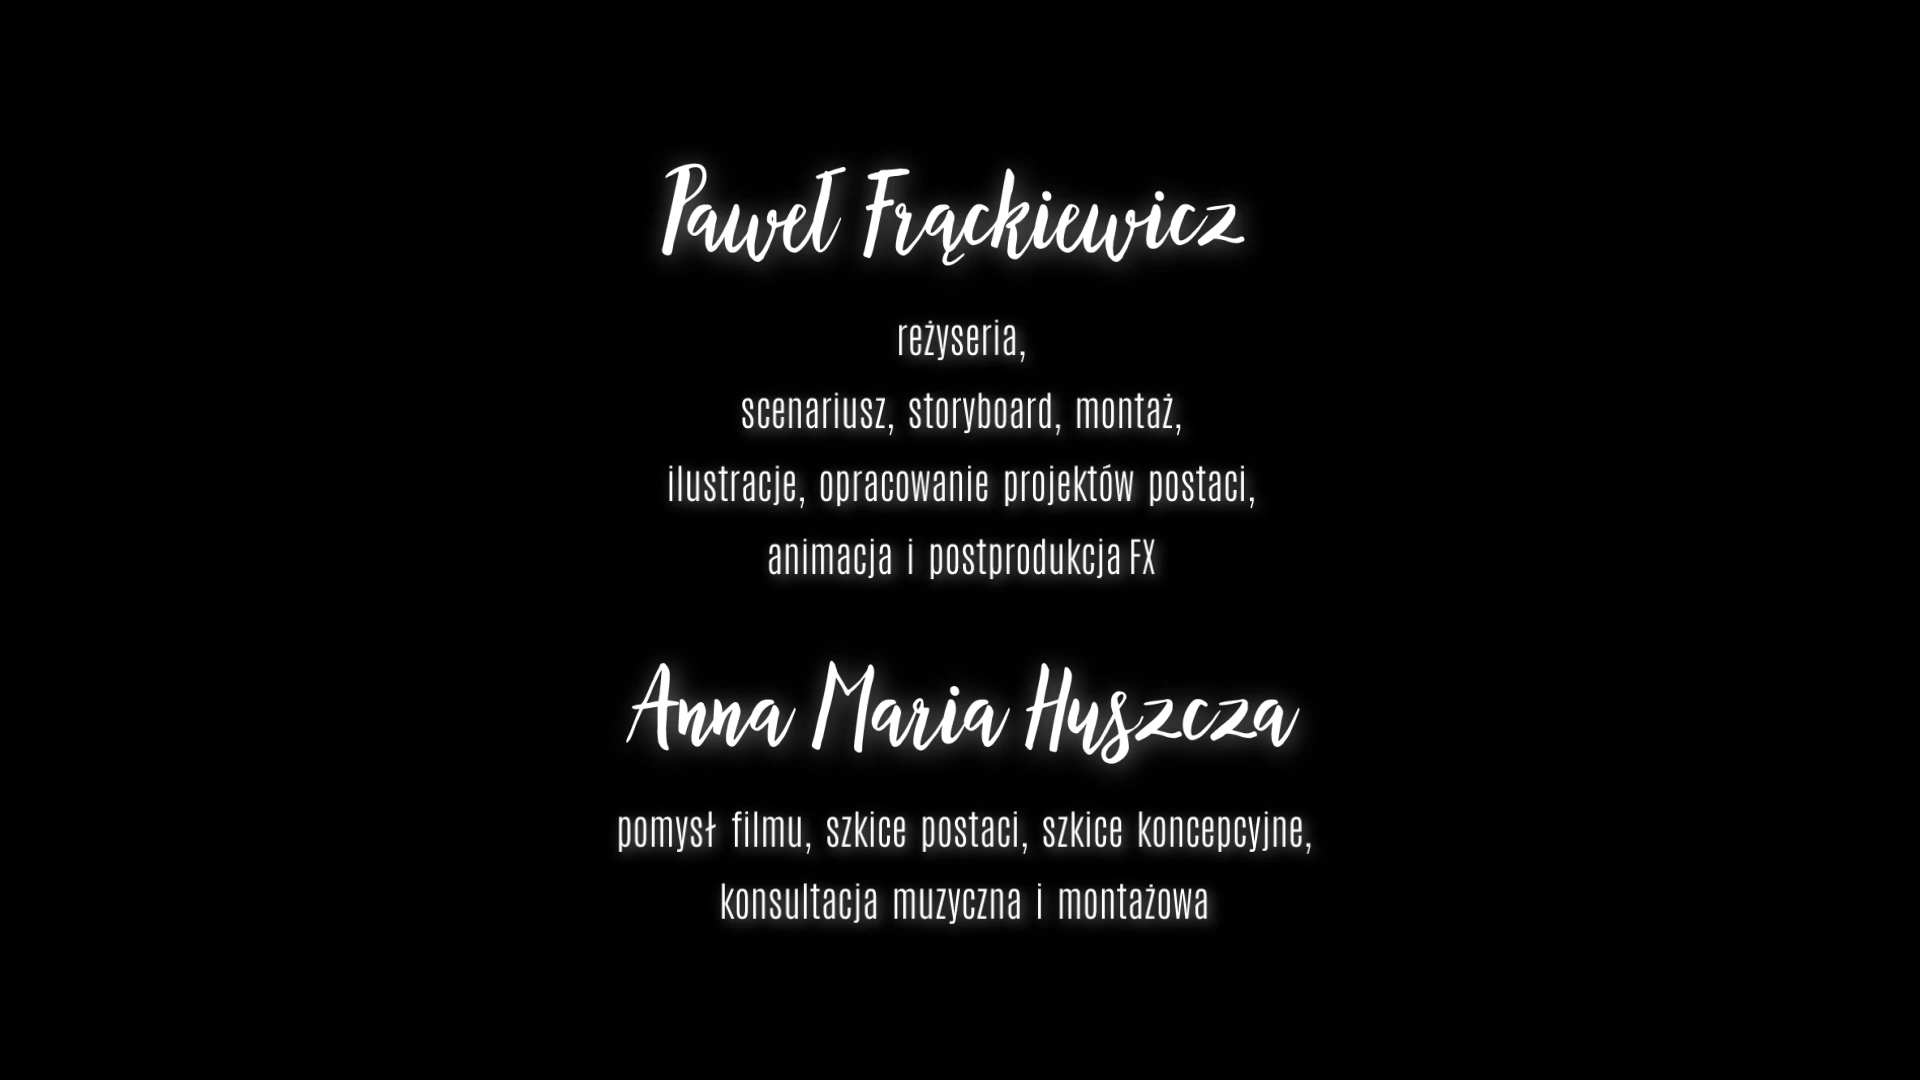 Paweł Frąckiewicz
reżyseria,
scenariusz, storyboard, montaż,
ilustracje, opracowanie projektów postaci,
animacja i postprodukcja FX
Anna Maria Huszcza
pomysł filmu, szkice postaci, szkice koncepcyjne,
konsultacja muzyczna i montażowa